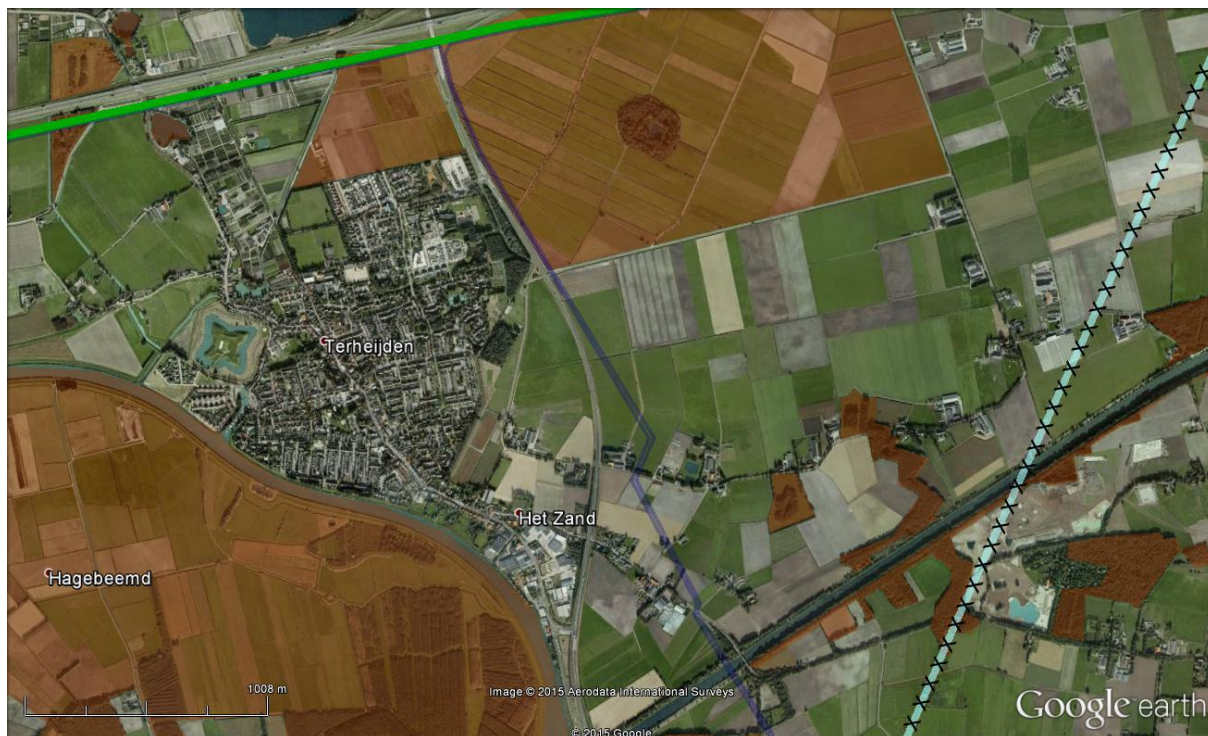 Terheijden
Het Zand
Hagebeemd
1008 m
Image © 2015 Aerodata International Surveys
© 2015 Google
Google earth